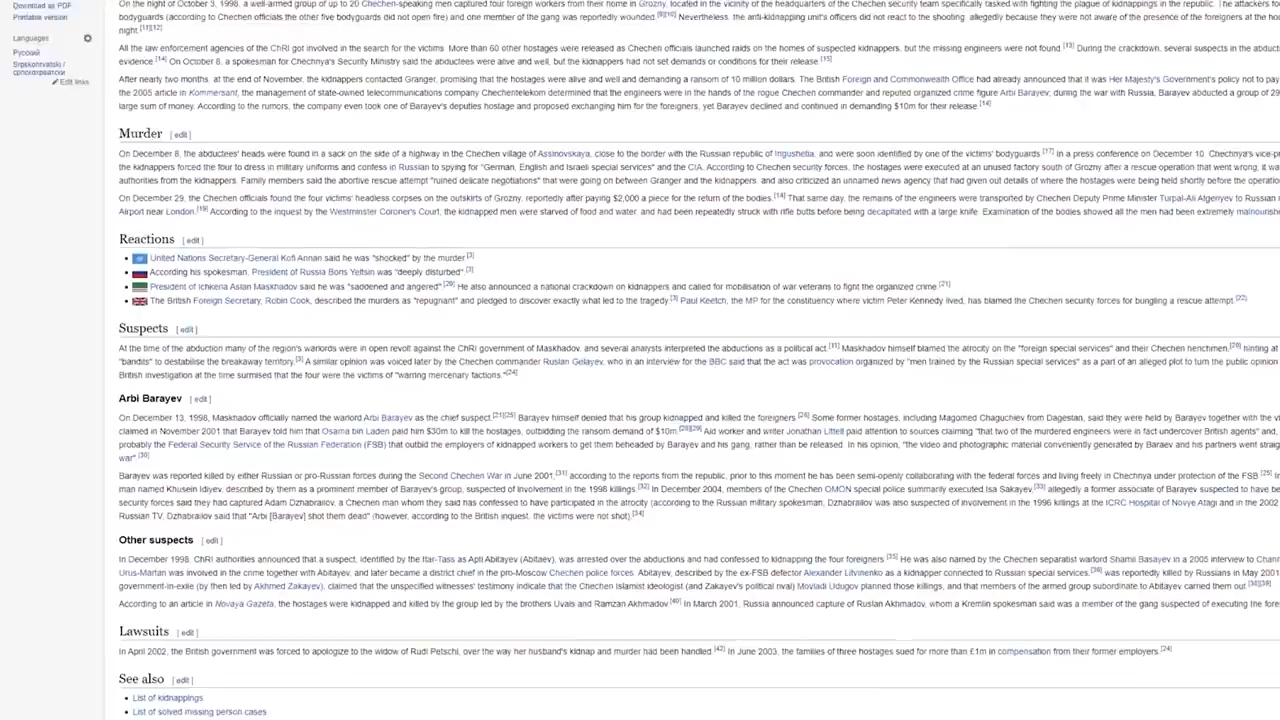 Download as PDF
Printable version
Languages
Русский
Srpskohrvatski /
српскохрватски
Edit links
On the night of October 3, 1998, a well-armed group of up to 20 Chechen-speaking men captured four foreign workers from their home in Grozny, located in the vicinity of the headquarters of the Chechen security team specifically tasked with fighting the plague of kidnappings in the republic. The attackers
bodyguards (according to Chechen officials the other five bodyguards did not open fire) and one member of the gang was reportedly wounded.[9][10] Nevertheless, the anti-kidnapping unit's officers did not react to the shooting, allegedly because they were not aware of the presence of the foreigners at the
night.[11][12]
All the law enforcement agencies of the ChRI got involved in the search for the victims. More than 60 other hostages were released as Chechen officials launched raids on the homes of suspected kidnappers, but the missing engineers were not found.[13] During the crackdown, several suspects in the
evidence.[14] On October 8, a spokesman for Chechnya's Security Ministry said the abductees were alive and well, but the kidnappers had not set demands or conditions for their release.[15]
After nearly two months, at the end of November, the kidnappers contacted Granger, promising that the hostages were alive and well and demanding a ransom of 10 million dollars. The British Foreign and Commonwealth Office had already announced that it was Her Majesty's Government's policy not to pay
the 2005 article in Kommersant, the management of state-owned telecommunications company Chechentelekom determined that the engineers were in the hands of the rogue Chechen commander and reputed organized crime figure Arbi Barayev; during the war with Russia, Barayev abducted a group of 29
large sum of money. According to the rumors, the company even took one of Barayev's deputies hostage and proposed exchanging him for the foreigners, yet Barayev declined and continued in demanding $10m for their release.[14]
Murder [ edit ]
On December 8, the abductees' heads were found in a sack on the side of a highway in the Chechen village of Assinovskaya, close to the border with the Russian republic of Ingushetia, and were soon identified by one of the victims' bodyguards.[17] In a press conference on December 10, Chechnya's
the kidnappers forced the four to dress in military uniforms and confess in Russian to spying for "German, English and Israeli special services" and the CIA. According to Chechen security forces, the hostages were executed at an unused factory south of Grozny after a rescue operation that went wrong; it
authorities from the kidnappers. Family members said the abortive rescue attempt "ruined delicate negotiations" that were going on between Granger and the kidnappers, and also criticized an unnamed news agency that had given out details of where the hostages were being held shortly before the
On December 29, the Chechen officials found the four victims' headless corpses on the outskirts of Grozny, reportedly after paying $2,000 a piece for the return of the bodies.[14] That same day, the remains of the engineers were transported by Chechen Deputy Prime Minister Turpal-Ali Atgeriyev to Russian
Airport near London.[19] According to the inquest by the Westminster Coroner's Court, the kidnapped men were starved of food and water, and had been repeatedly struck with rifle butts before being decapitated with a large knife. Examination of the bodies showed all the men had been extremely
Reactions [ edit ]
• United Nations Secretary-General Kofi Annan said he was "shocked" by the murder.[3]
• According his spokesman, President of Russia Boris Yeltsin was "deeply disturbed".[3]
• President of Ichkeria Aslan Maskhadov said he was "saddened and angered".[20] He also announced a national crackdown on kidnappers and called for mobilisation of war veterans to fight the organized crime.[21]
• The British Foreign Secretary, Robin Cook, described the murders as "repugnant" and pledged to discover exactly what led to the tragedy.[3] Paul Keetch, the MP for the constituency where victim Peter Kennedy lived, has blamed the Chechen security forces for bungling a rescue attempt.[22]
Suspects [ edit ]
At the time of the abduction many of the region's warlords were in open revolt against the ChRI government of Maskhadov, and several analysts interpreted the abductions as a political act.[11] Maskhadov himself blamed the atrocity on the "foreign special services" and their Chechen henchmen,[20] hinting at
"bandits" to destabilise the breakaway territory.[3] A similar opinion was voiced later by the Chechen commander Ruslan Gelayev, who in an interview for the BBC said that the act was provocation organized by "men trained by the Russian special services" as a part of an alleged plot to turn the public opinion
British investigation at the time surmised that the four were the victims of "warring mercenary factions."[24]
Arbi Barayev [ edit ]
On December 13, 1998, Maskhadov officially named the warlord Arbi Barayev as the chief suspect.[21][25] Barayev himself denied that his group kidnapped and killed the foreigners.[26] Some former hostages, including Magomed Chaguchiev from Dagestan, said they were held by Barayev together with the
claimed in November 2001 that Barayev told him that Osama bin Laden paid him $30m to kill the hostages, outbidding the ransom demand of $10m.[28][29] Aid worker and writer Jonathan Littell paid attention to sources claiming "that two of the murdered engineers were in fact undercover British agents" and,
probably the Federal Security Service of the Russian Federation (FSB) that outbid the employers of kidnapped workers to get them beheaded by Barayev and his gang, rather than be released. In his opinion, "the video and photographic material conveniently generated by Baraev and his partners went
war".[30]
Barayev was reported killed by either Russian or pro-Russian forces during the Second Chechen War in June 2001;[31] according to the reports from the republic, prior to this moment he has been semi-openly collaborating with the federal forces and living freely in Chechnya under protection of the FSB.[25] In
man named Khusein Idiyev, described by them as a prominent member of Barayev's group, suspected of involvement in the 1998 killings.[32] In December 2004, members of the Chechen OMON special police summarily executed Isa Sakayev,[33] allegedly a former associate of Barayev suspected to have
security forces said they had captured Adam Dzhabrailov, a Chechen man whom they said has confessed to have participated in the atrocity (according to the Russian military spokesman, Dzhabrailov was also suspected of involvement in the 1996 killings at the ICRC Hospital of Novye Atagi and in the 2002
Russian TV, Dzhabrailov said that "Arbi [Barayev] shot them dead" (however, according to the British inquest, the victims were not shot).[34]
Other suspects [ edit ]
In December 1998, ChRI authorities announced that a suspect, identified by the Itar-Tass as Apti Abitayev (Abitaev), was arrested over the abductions and had confessed to kidnapping the four foreigners.[35] He was also named by the Chechen separatist warlord Shamil Basayev in a 2005 interview to
Urus-Martan was involved in the crime together with Abitayev, and later became a district chief in the pro-Moscow Chechen police forces. Abitayev, described by the ex-FSB defector Alexander Litvinenko as a kidnapper connected to Russian special services,[36] was reportedly killed by Russians in May 2001
government-in-exile (by then led by Akhmed Zakayev), claimed that the unspecified witnesses' testimony indicate that the Chechen Islamist ideologist (and Zakayev's political rival) Movladi Udugov planned those killings, and that members of the armed group subordinate to Abitayev carried them out.[38][39]
According to an article in Novaya Gazeta, the hostages were kidnapped and killed by the group led by the brothers Uvais and Ramzan Akhmadov.[40] In March 2001, Russia announced capture of Ruslan Akhmadov, whom a Kremlin spokesman said was a member of the gang suspected of executing the
Lawsuits [ edit ]
In April 2002, the British government was forced to apologize to the widow of Rudi Petschi, over the way her husband's kidnap and murder had been handled.[42] In June 2003, the families of three hostages sued for more than £1m in compensation from their former employers.[24]
See also [ edit ]
• List of kidnappings
• List of solved missing person cases